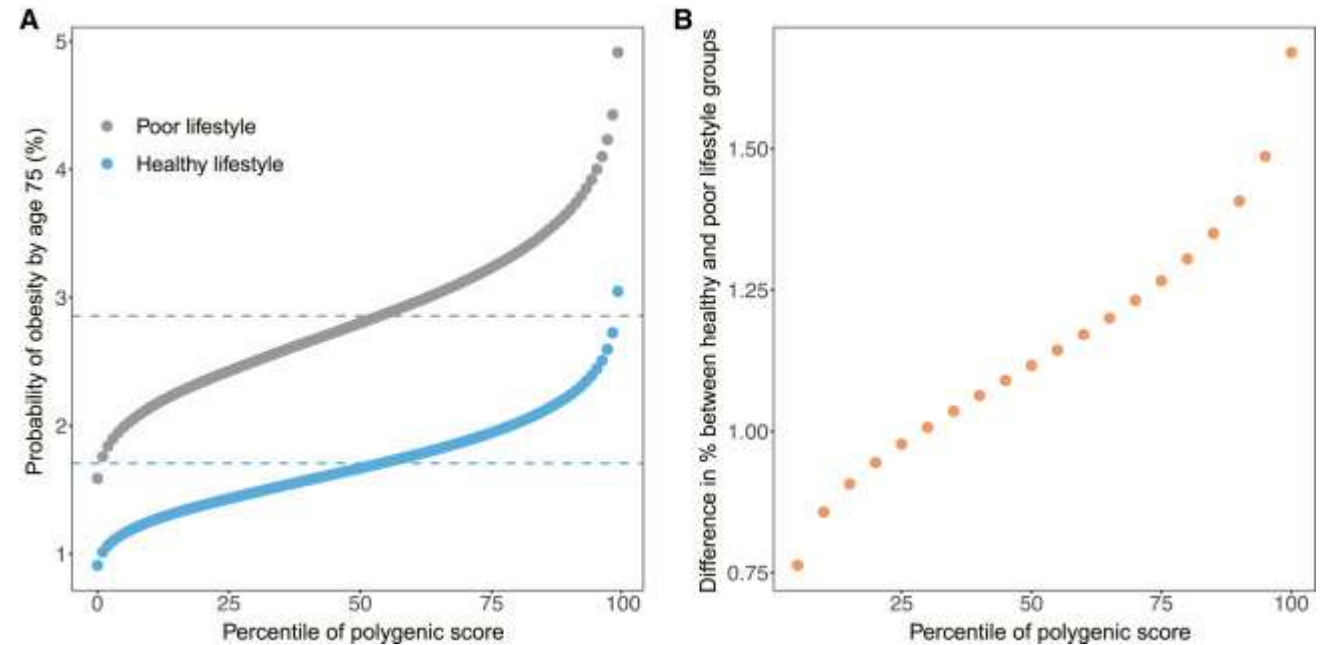 A
Probability of obesity by age 75 (%)
5
4
3
2
1
Poor lifestyle
Healthy lifestyle
0 25 50 75 100
Percentile of polygenic score
B
Difference in % between healthy and poor lifestyle groups
1.50
1.25
1.00
0.75
25 50 75 100
Percentile of polygenic score